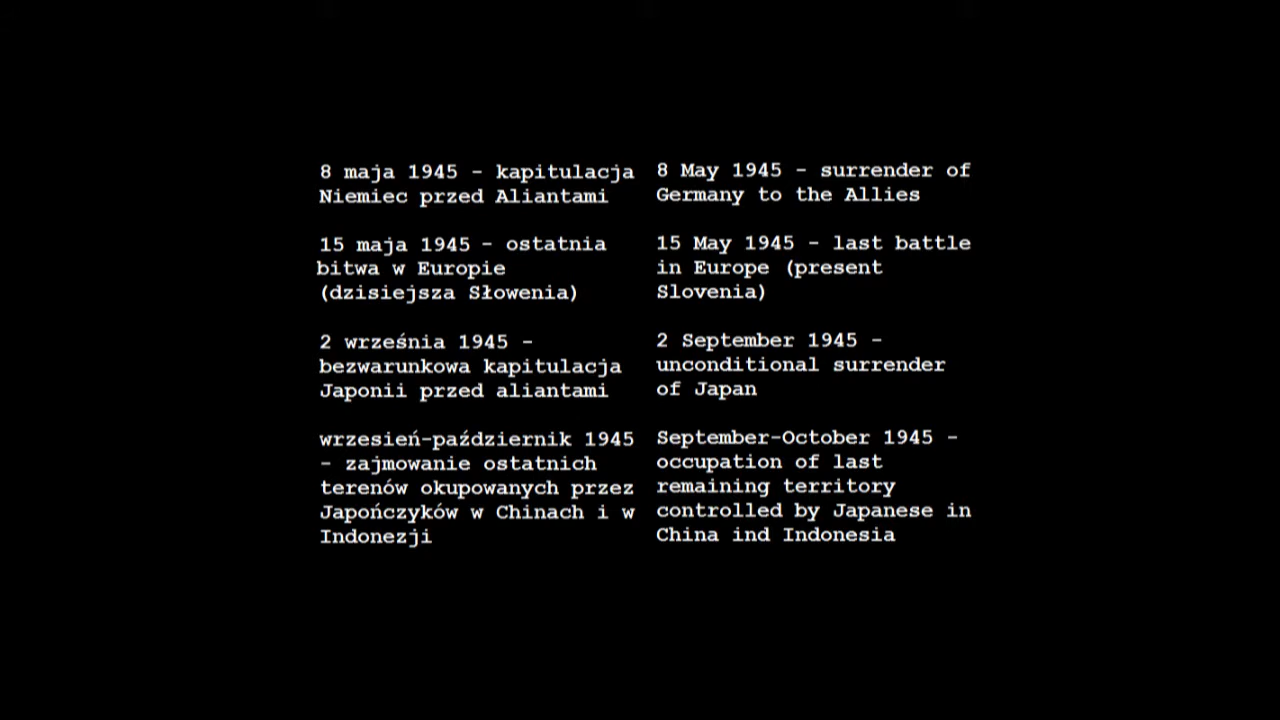 8 maja 1945 - kapitulacja
Niemiec przed Aliantami
15 maja 1945 - ostatnia
bitwa w Europie
(dzisiejsza Słowenia)
2 września 1945 -
bezwarunkowa kapitulacja
Japonii przed aliantami
wrzesień-październik 1945
- zajmowanie ostatnich
terenów okupowanych przez
Japończyków w Chinach i w
Indonezji
8 May 1945 - surrender of
Germany to the Allies
15 May 1945 - last battle
in Europe (present
Slovenia)
2 September 1945 -
unconditional surrender
of Japan
September-October 1945 -
occupation of last
remaining territory
controlled by Japanese in
China ind Indonesia